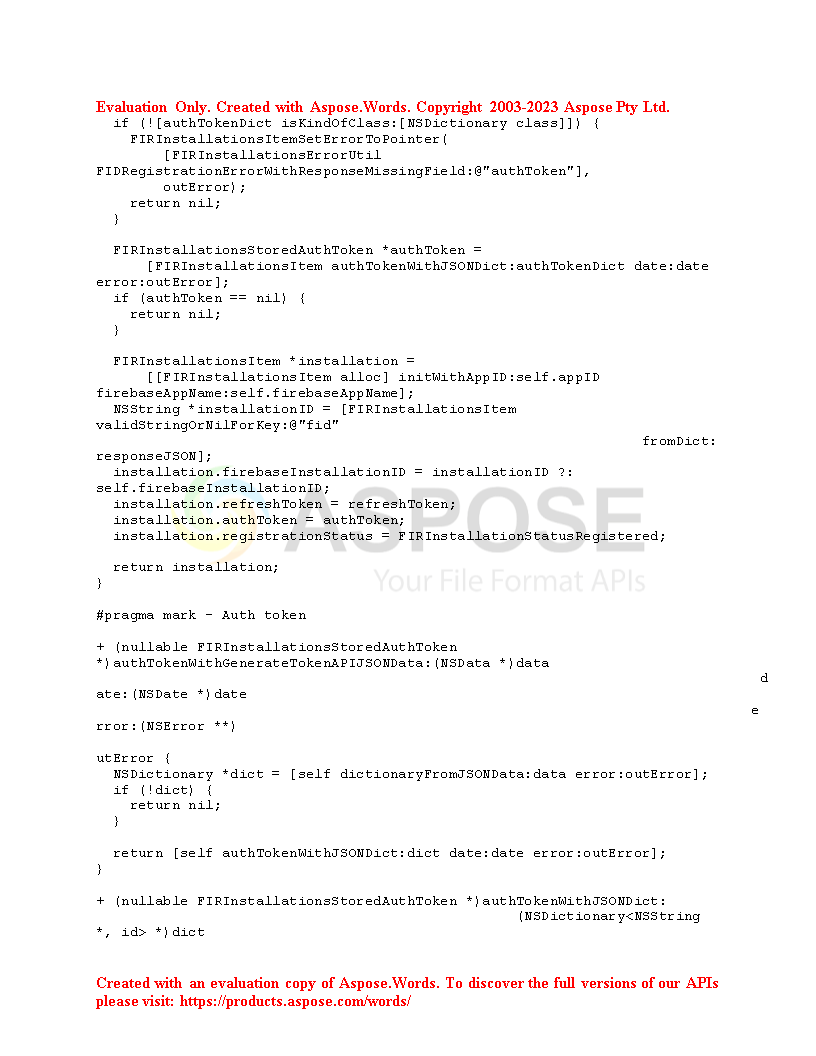 Evaluation Only. Created with Aspose.Words. Copyright 2003-2023 Aspose Pty Ltd.
  if (![authTokenDict isKindOfClass:[NSDictionary class]]) {
    FIRInstallationsItemSetErrorToPointer(
        [FIRInstallationsErrorUtil
FIDRegistrationErrorWithResponseMissingField:@"authToken"],
        outError);
    return nil;
  }

  FIRInstallationsStoredAuthToken *authToken =
      [FIRInstallationsItem authTokenWithJSONDict:authTokenDict date:date
error:outError];
  if (authToken == nil) {
    return nil;
  }

  FIRInstallationsItem *installation =
      [[FIRInstallationsItem alloc] initWithAppID:self.appID
firebaseAppName:self.firebaseAppName];
  NSString *installationID = [FIRInstallationsItem
validStringOrNilForKey:@"fid"
                                                                 fromDict:
responseJSON];
  installation.firebaseInstallationID = installationID ?:
self.firebaseInstallationID;
  installation.refreshToken = refreshToken;
  installation.authToken = authToken;
  installation.registrationStatus = FIRInstallationStatusRegistered;

  return installation;
}
ASPOSE
Your File Format APIs

#pragma mark - Auth token

+ (nullable FIRInstallationsStoredAuthToken
*)authTokenWithGenerateTokenAPIJSONData:(NSData *)data
                                                                               d
ate:(NSDate *)date
                                                                              e
rror:(NSError **)

utError {
  NSDictionary *dict = [self dictionaryFromJSONData:data error:outError];
  if (!dict) {
    return nil;
  }

  return [self authTokenWithJSONDict:dict date:date error:outError];
}

+ (nullable FIRInstallationsStoredAuthToken *)authTokenWithJSONDict:
                                                  (NSDictionary<NSString
*, id> *)dict
Created with an evaluation copy of Aspose.Words. To discover the full versions of our APIs
please visit: https://products.aspose.com/words/